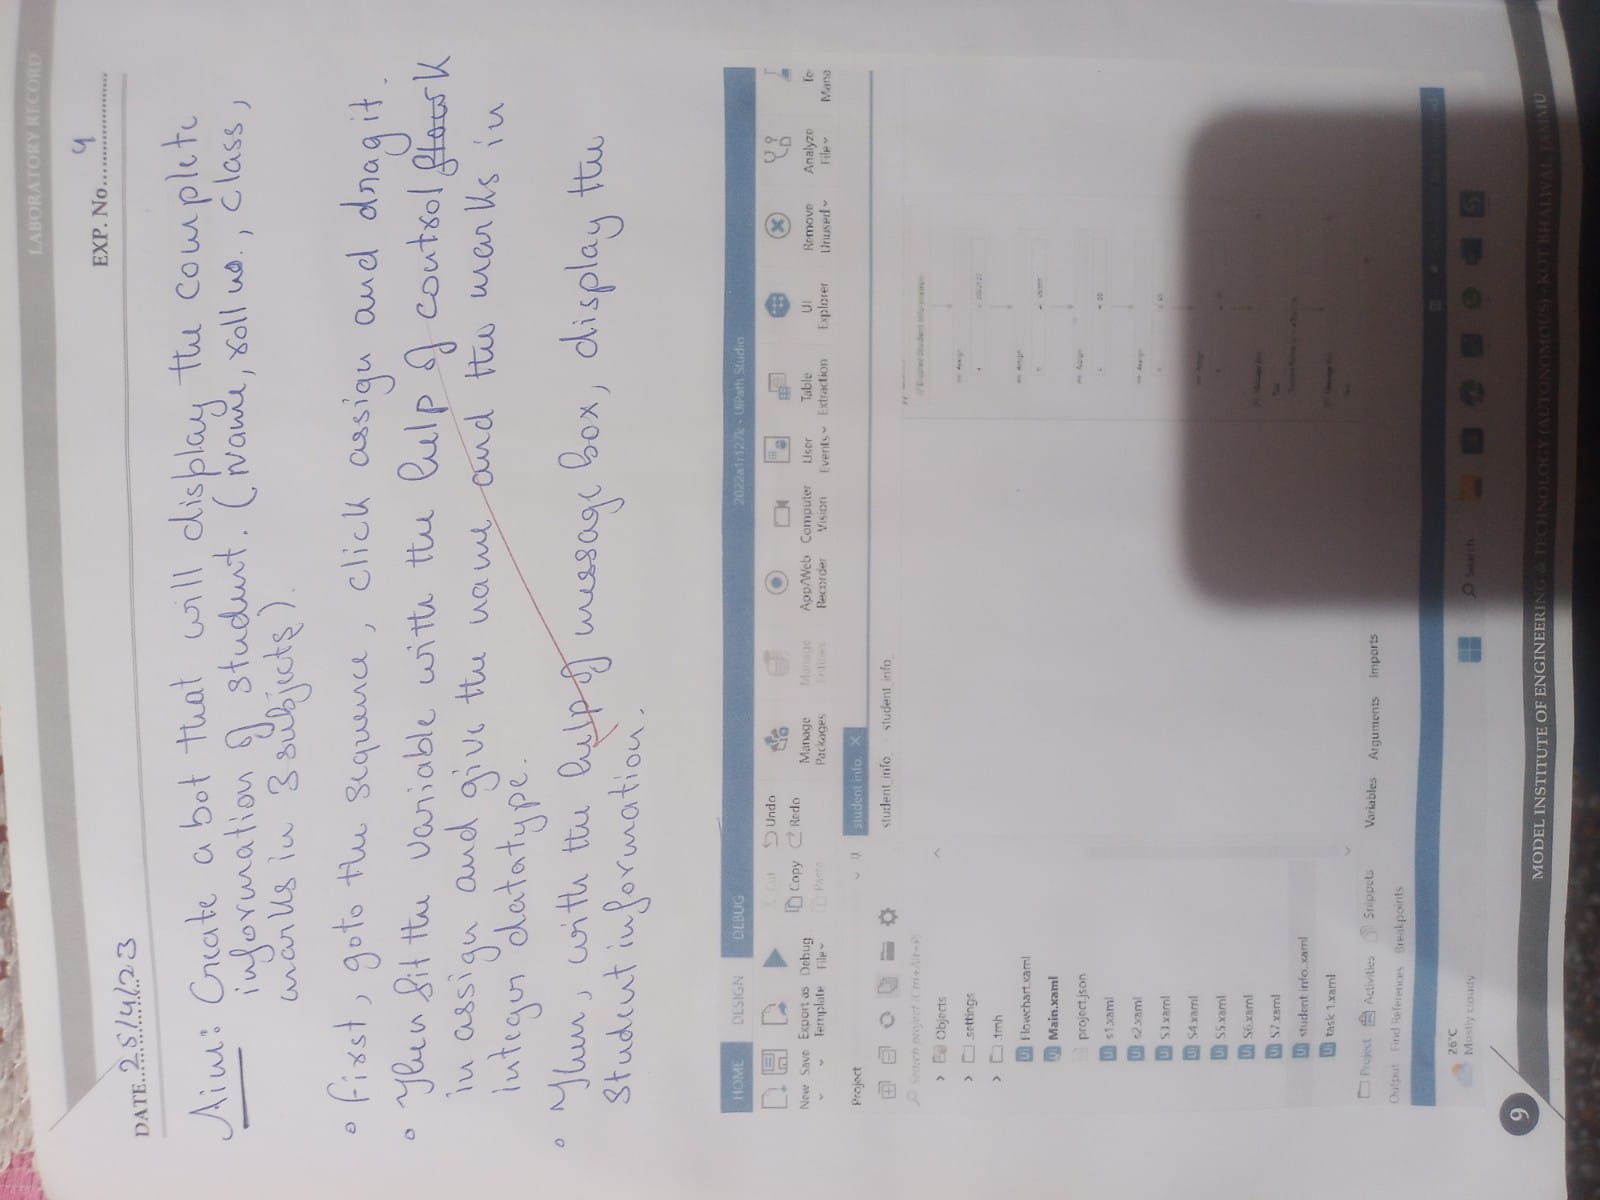 LABORATORY RECORD
DATE...25/4/23
EXP. No....
Aim: Create a bot that will display the complete
information of student. (Name, roll no., class,
marks in 3 subjects).
• First, goto the sequence, click assign and drag it.
• Then fit the variable with the help of control K
in assign and give the name and the marks in
integer datatype.
• Then, with the help of message box, display the
Student information.
2022a1r127k - UiPath Studio
HOME DESIGN DEBUG
New Save Export as Template Debug File
Cut Copy Paste Undo Redo
Manage Packages Manage Entities App/Web Recorder Computer Vision User Events Table Extraction UI Explorer Remove Unused Analyze File
Project
student info. X
Search project (Ctrl+Alt+P)
student_info_ student_info_
Objects
.settings
.tmh
Flowchart.xaml
Main.xaml
project.json
s1.xaml
s2.xaml
S3.xaml
S4.xaml
S5.xaml
S6.xaml
S7.xaml
student info..xaml
task 1.xaml
Project Activities Snippets
Variables Arguments Imports
Output Find References Breakpoints
26°C
Mostly cloudy
Search
9
MODEL INSTITUTE OF ENGINEERING & TECHNOLOGY (AUTONOMOUS) - KOT BHALWAL JAMMU